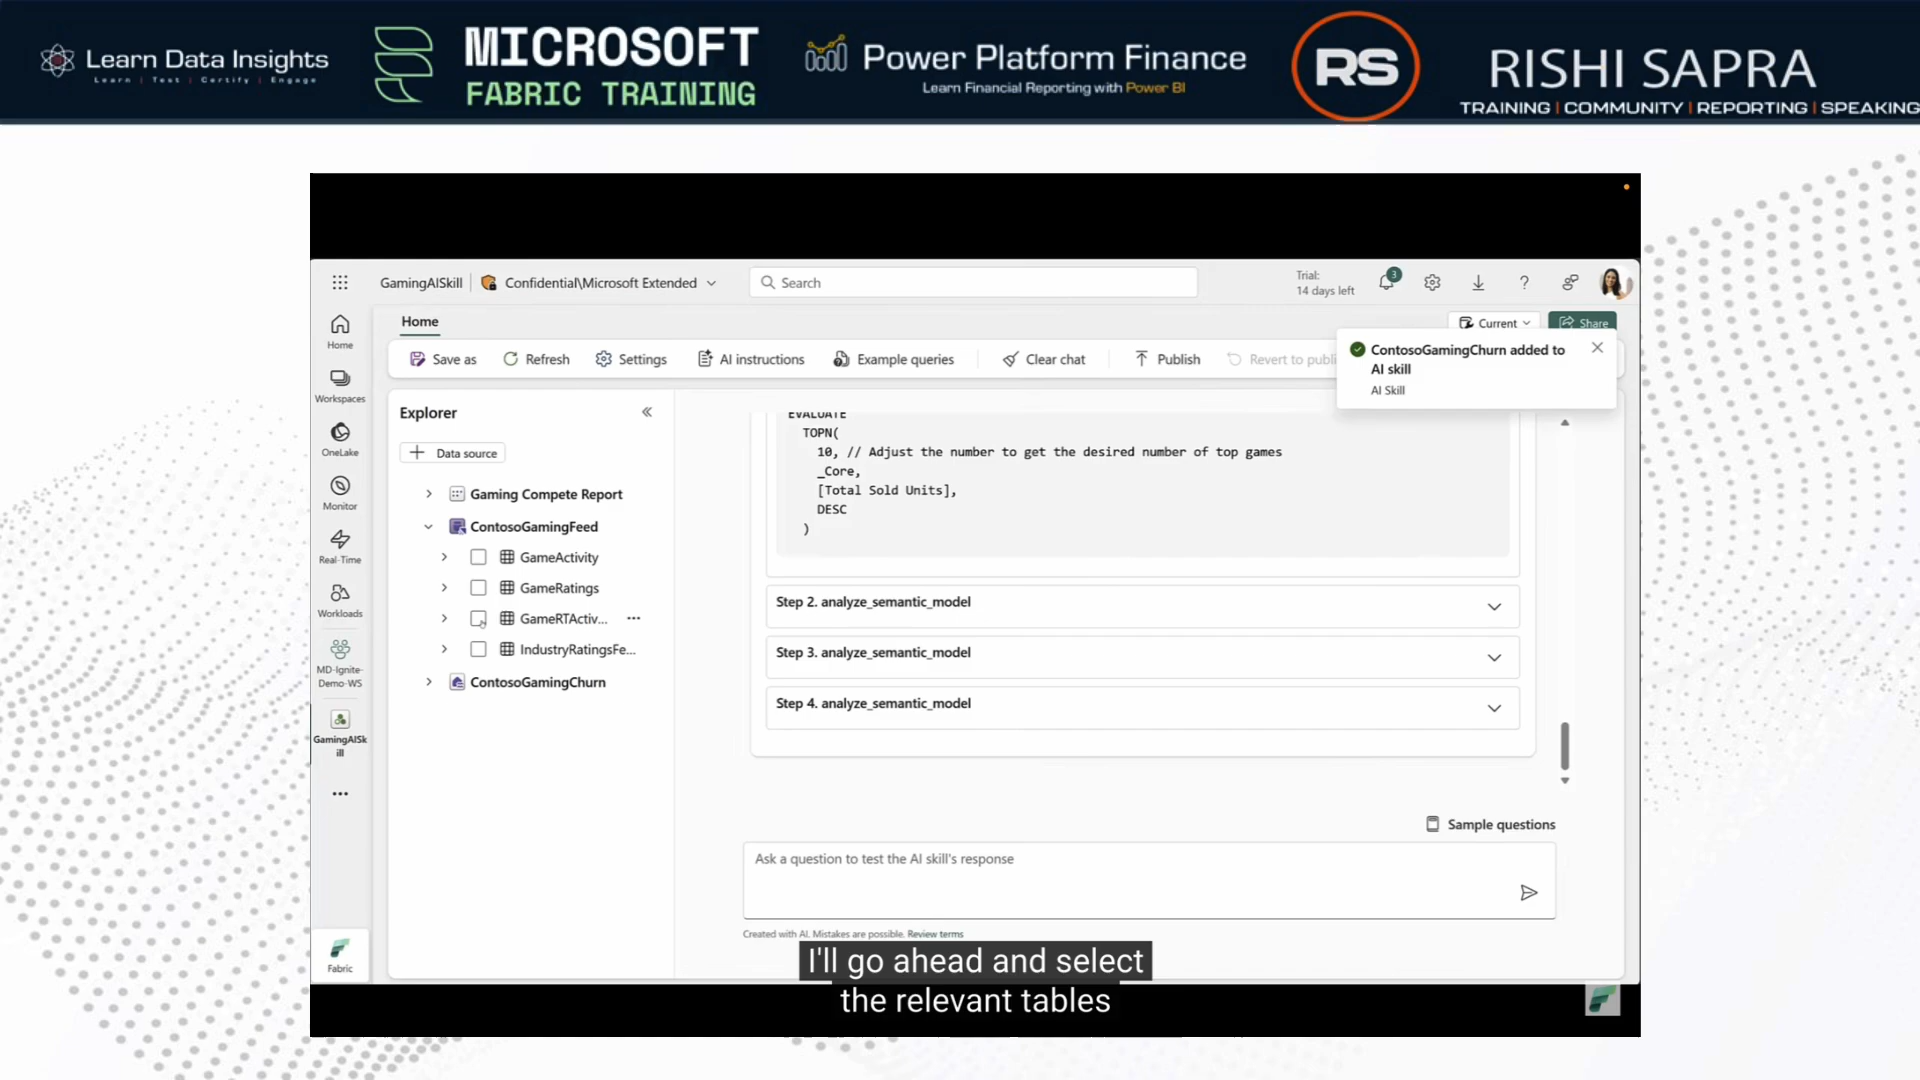 Learn Data Insights
Learn | Test | Certify | Engage
MICROSOFT
FABRIC TRAINING
Power Platform Finance
Learn Financial Reporting with Power BI
RS
RISHI SAPRA
TRAINING | COMMUNITY | REPORTING | SPEAKING
GamingAISkill
Confidential\Microsoft Extended
Search
Trial:
14 days left
3
Home
Current
Share
Save as
Refresh
Settings
AI instructions
Example queries
Clear chat
Publish
Revert to publi
ContosoGamingChurn added to
AI skill
AI Skill
Home
Workspaces
OneLake
Monitor
Real-Time
Workloads
MD-Ignite-
Demo-WS
GamingAISk
ill
Fabric
Explorer
Data source
Gaming Compete Report
ContosoGamingFeed
GameActivity
GameRatings
GameRTActiv...
IndustryRatingsFe...
ContosoGamingChurn
EVALUATE
TOPN(
10, // Adjust the number to get the desired number of top games
_Core,
[Total Sold Units],
DESC
)
Step 2. analyze_semantic_model
Step 3. analyze_semantic_model
Step 4. analyze_semantic_model
Sample questions
Ask a question to test the AI skill's response
Created with AI. Mistakes are possible. Review terms
I'll go ahead and select
the relevant tables